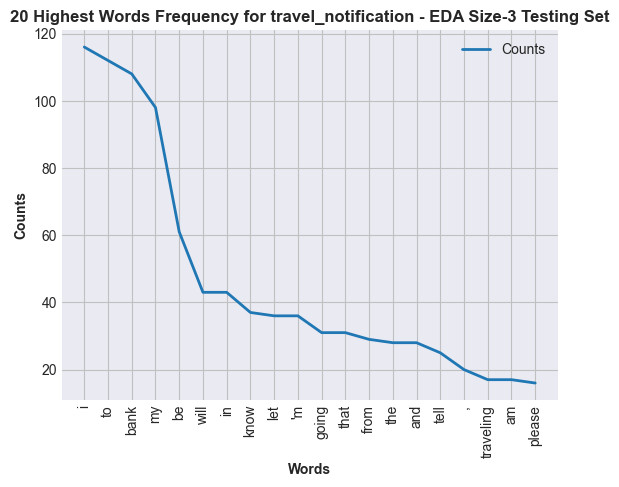 20 Highest Words Frequency for travel_notification - EDA Size-3 Testing Set
Counts
120
100
80
60
40
20
Counts
i
to
bank
my
be
will
in
know
let
'm
going
that
from
the
and
tell
,
traveling
am
please
Words